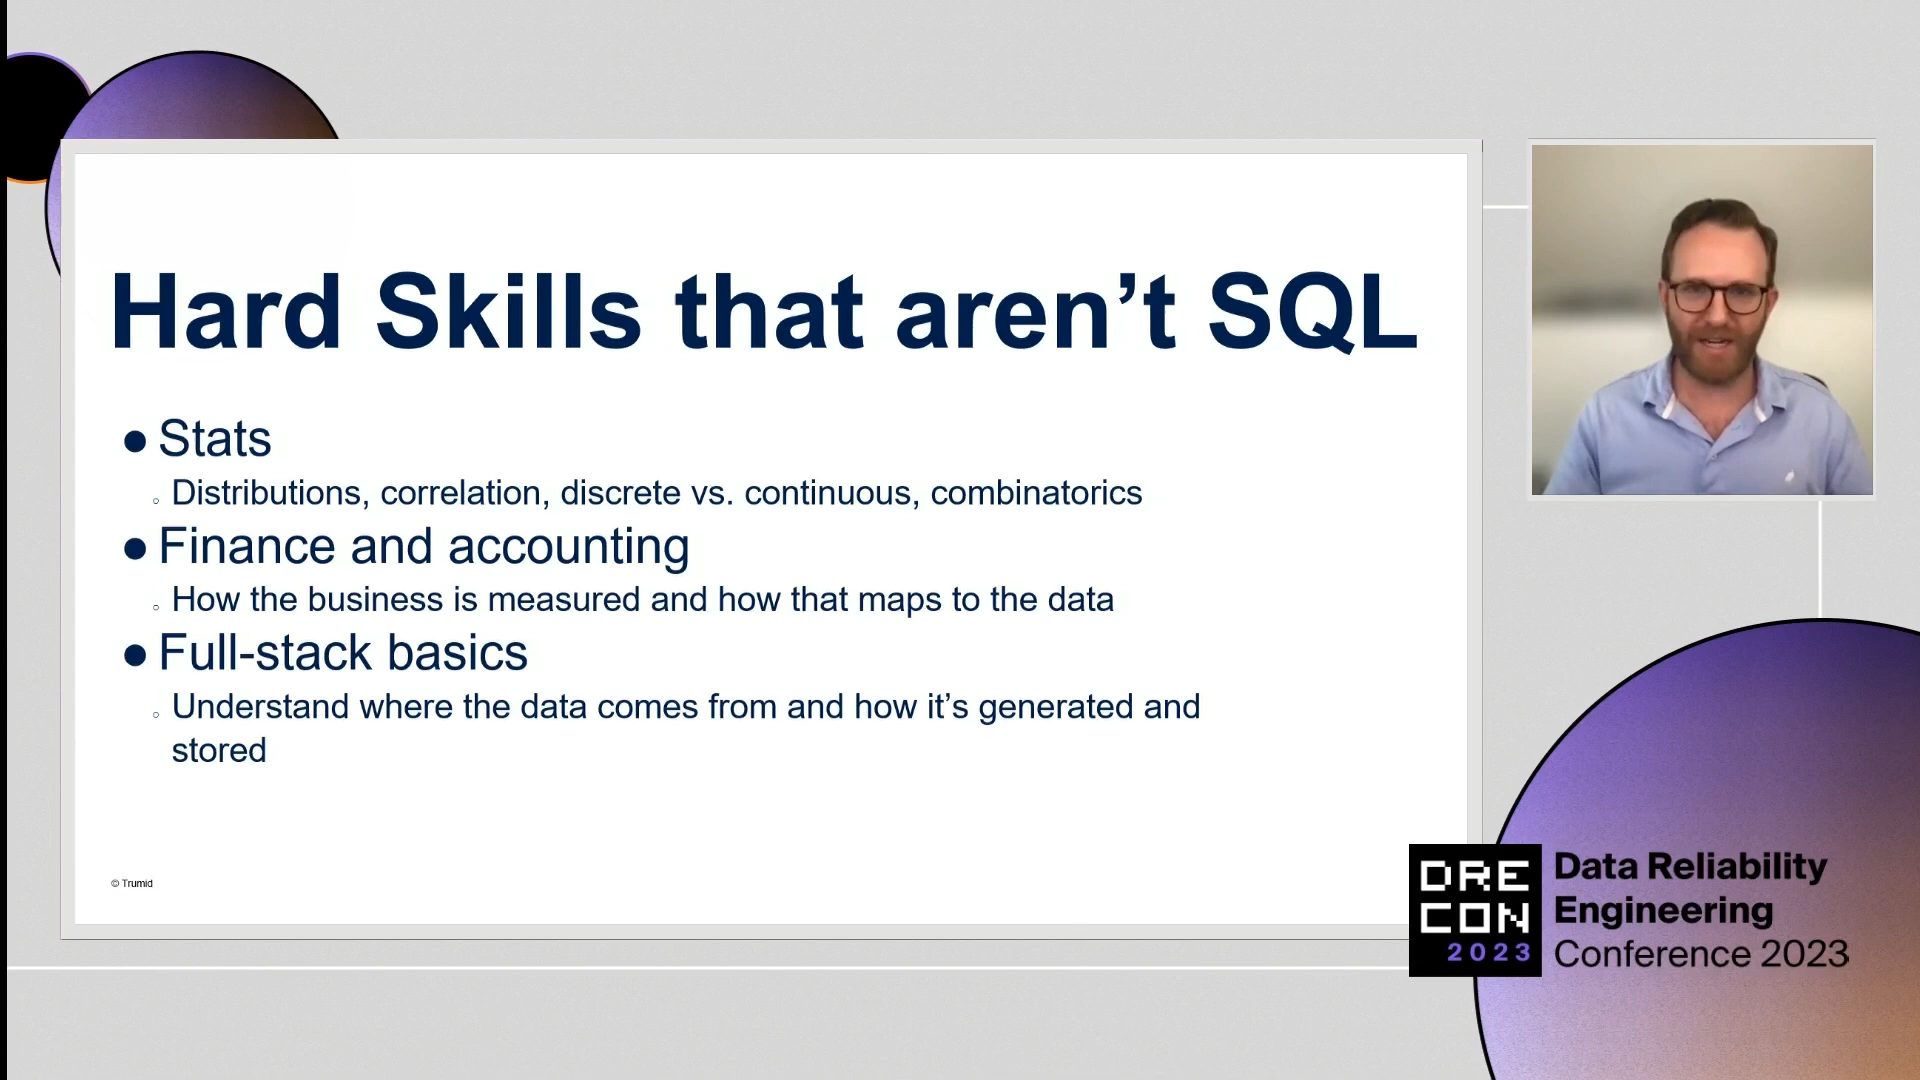 Hard Skills that aren’t SQL
● Stats
○ Distributions, correlation, discrete vs. continuous, combinatorics
● Finance and accounting
○ How the business is measured and how that maps to the data
● Full-stack basics
○ Understand where the data comes from and how it’s generated and
stored
© Trumid
DRE
CON
2023
Data Reliability
Engineering
Conference 2023